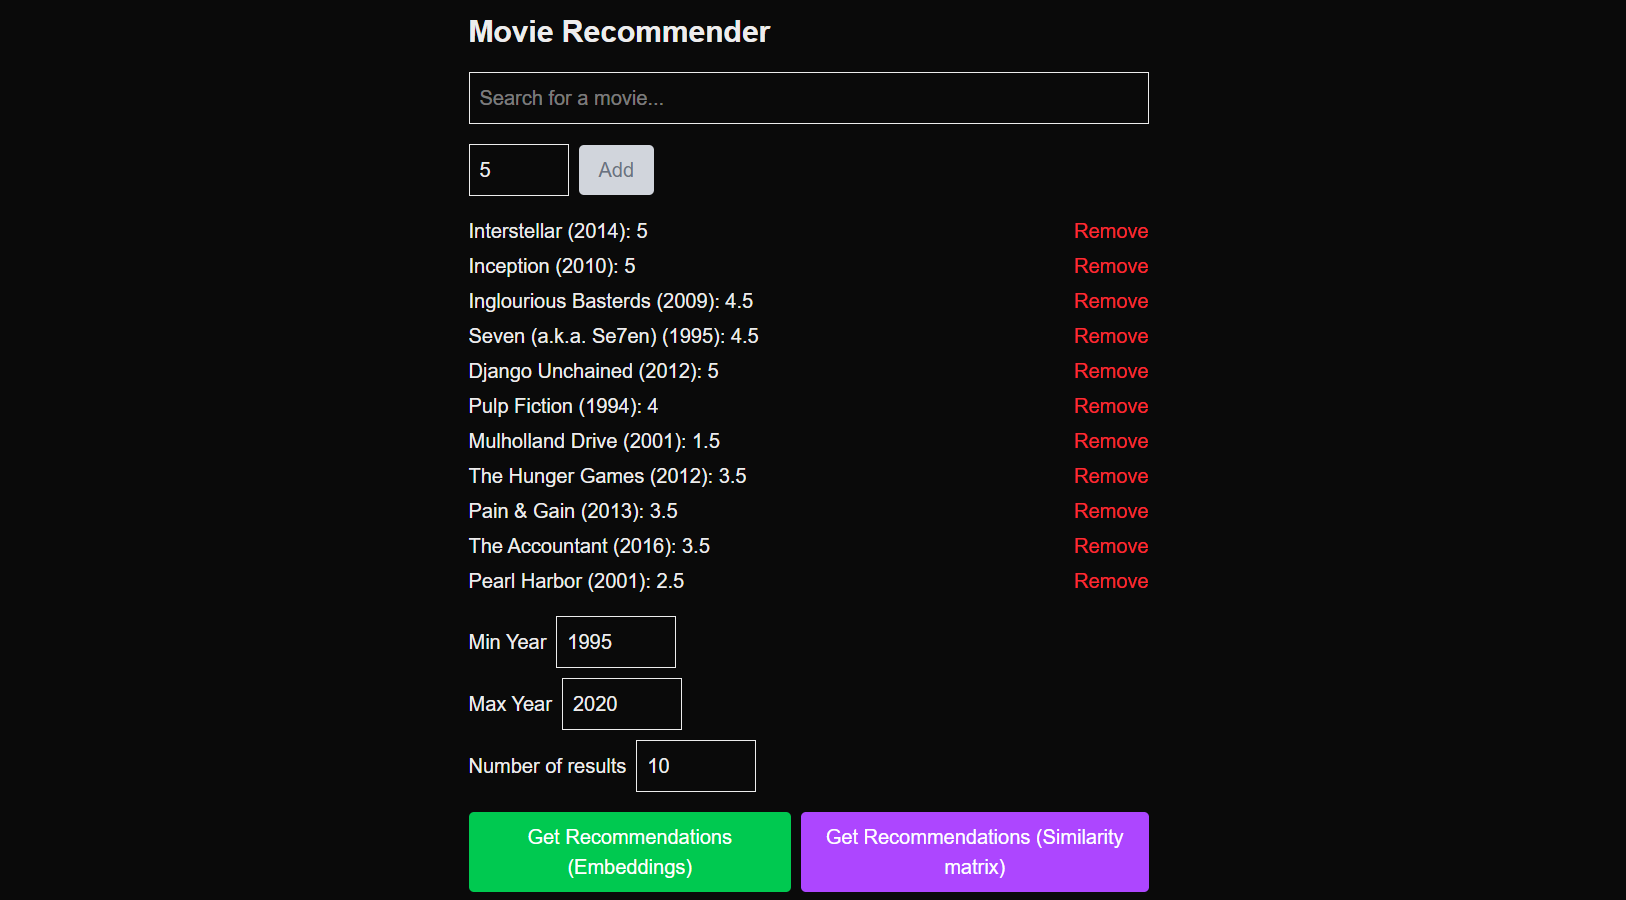 Movie Recommender
Search for a movie...
5
Add
Interstellar (2014): 5 Remove
Inception (2010): 5 Remove
Inglourious Basterds (2009): 4.5 Remove
Seven (a.k.a. Se7en) (1995): 4.5 Remove
Django Unchained (2012): 5 Remove
Pulp Fiction (1994): 4 Remove
Mulholland Drive (2001): 1.5 Remove
The Hunger Games (2012): 3.5 Remove
Pain & Gain (2013): 3.5 Remove
The Accountant (2016): 3.5 Remove
Pearl Harbor (2001): 2.5 Remove
Min Year 1995
Max Year 2020
Number of results 10
Get Recommendations
(Embeddings)
Get Recommendations (Similarity
matrix)